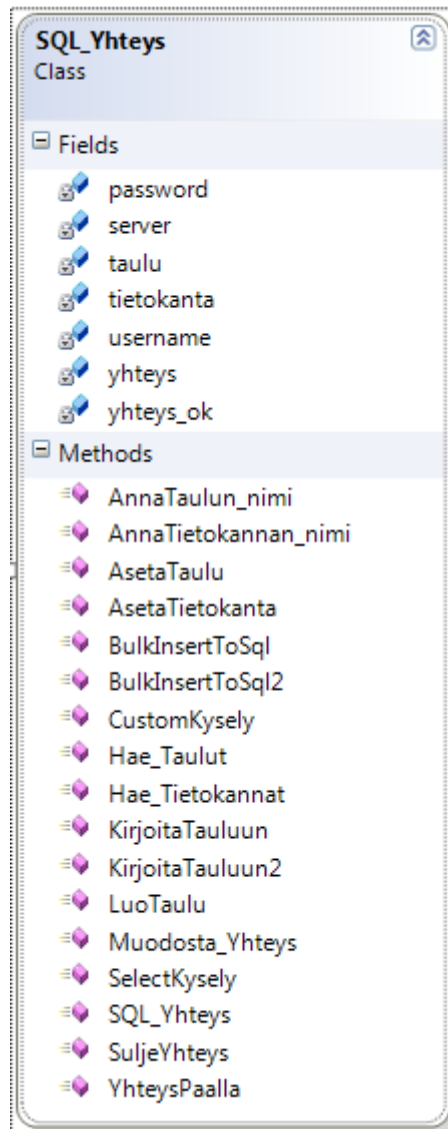 SQL_Yhteys
Class
Fields
password
server
taulu
tietokanta
username
yhteys
yhteys_ok
Methods
AnnaTaulun_nimi
AnnaTietokannan_nimi
AsetaTaulu
AsetaTietokanta
BulkInsertToSql
BulkInsertToSql2
CustomKysely
Hae_Taulut
Hae_Tietokannat
KirjoitaTauluun
KirjoitaTauluun2
LuoTaulu
Muodosta_Yhteys
SelectKysely
SQL_Yhteys
SuljeYhteys
YhteysPaalla